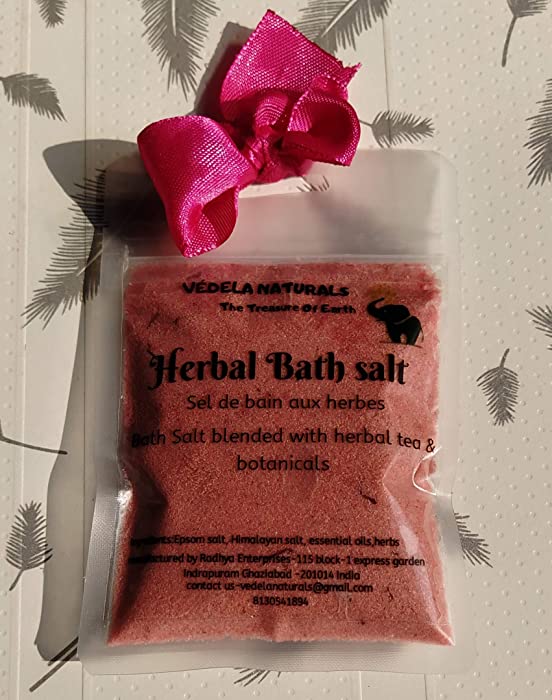 VÉDELA NATURALS
The Treasure Of Earth
Herbal Bath salt
Sel de bain aux herbes
Bath Salt blended with herbal tea &
botanicals
Ingredients:Epsom salt, Himalayan salt, essential oils,herbs
manufactured by Radhya Enterprises-115 block-1 express garden
Indrapuram Ghaziabad -201014 India
contact us-vedelanaturals@gmail.com
8130541894